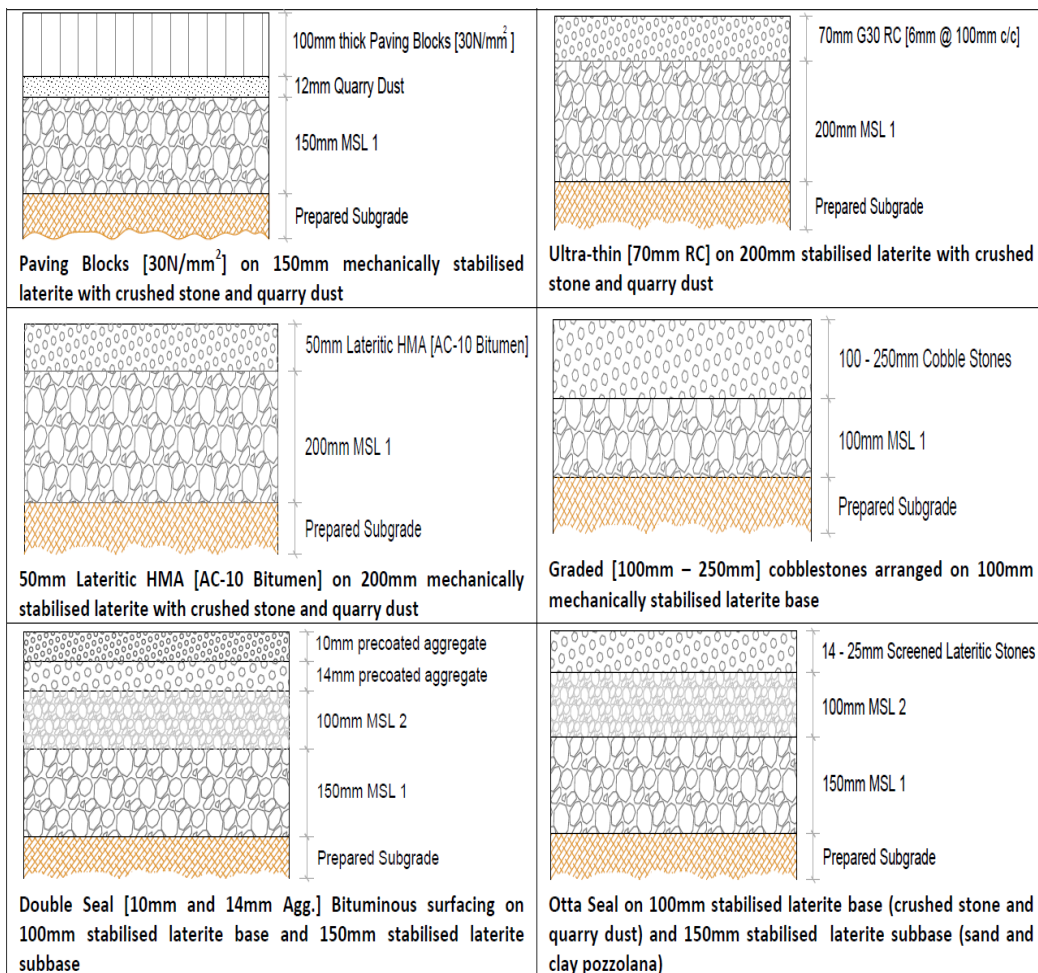 100mm thick Paving Blocks [30N/mm²]
12mm Quarry Dust
150mm MSL 1
Prepared Subgrade
Paving Blocks [30N/mm²] on 150mm mechanically stabilised
laterite with crushed stone and quarry dust
70mm G30 RC [6mm @ 100mm c/c]
200mm MSL 1
Prepared Subgrade
Ultra-thin [70mm RC] on 200mm stabilised laterite with crushed
stone and quarry dust
50mm Lateritic HMA [AC-10 Bitumen]
200mm MSL 1
Prepared Subgrade
50mm Lateritic HMA [AC-10 Bitumen] on 200mm mechanically
stabilised laterite with crushed stone and quarry dust
100 - 250mm Cobble Stones
100mm MSL 1
Prepared Subgrade
Graded [100mm – 250mm] cobblestones arranged on 100mm
mechanically stabilised laterite base
10mm precoated aggregate
14mm precoated aggregate
100mm MSL 2
150mm MSL 1
Prepared Subgrade
Double Seal [10mm and 14mm Agg.] Bituminous surfacing on
100mm stabilised laterite base and 150mm stabilised laterite
subbase
14 - 25mm Screened Lateritic Stones
100mm MSL 2
150mm MSL 1
Prepared Subgrade
Otta Seal on 100mm stabilised laterite base (crushed stone and
quarry dust) and 150mm stabilised laterite subbase (sand and
clay pozzolana)